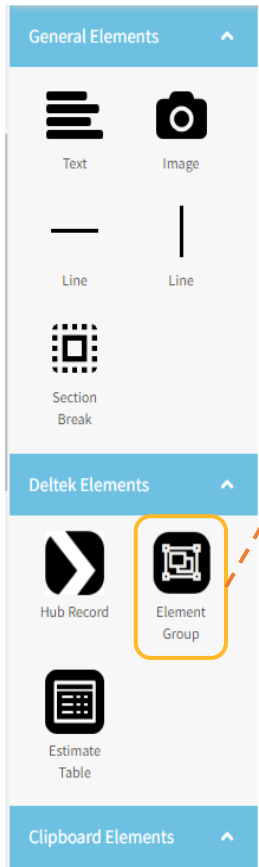 General Elements
Text
Image
Line
Line
Section
Break
Deltek Elements
Hub Record
Element
Group
Estimate
Table
Clipboard Elements